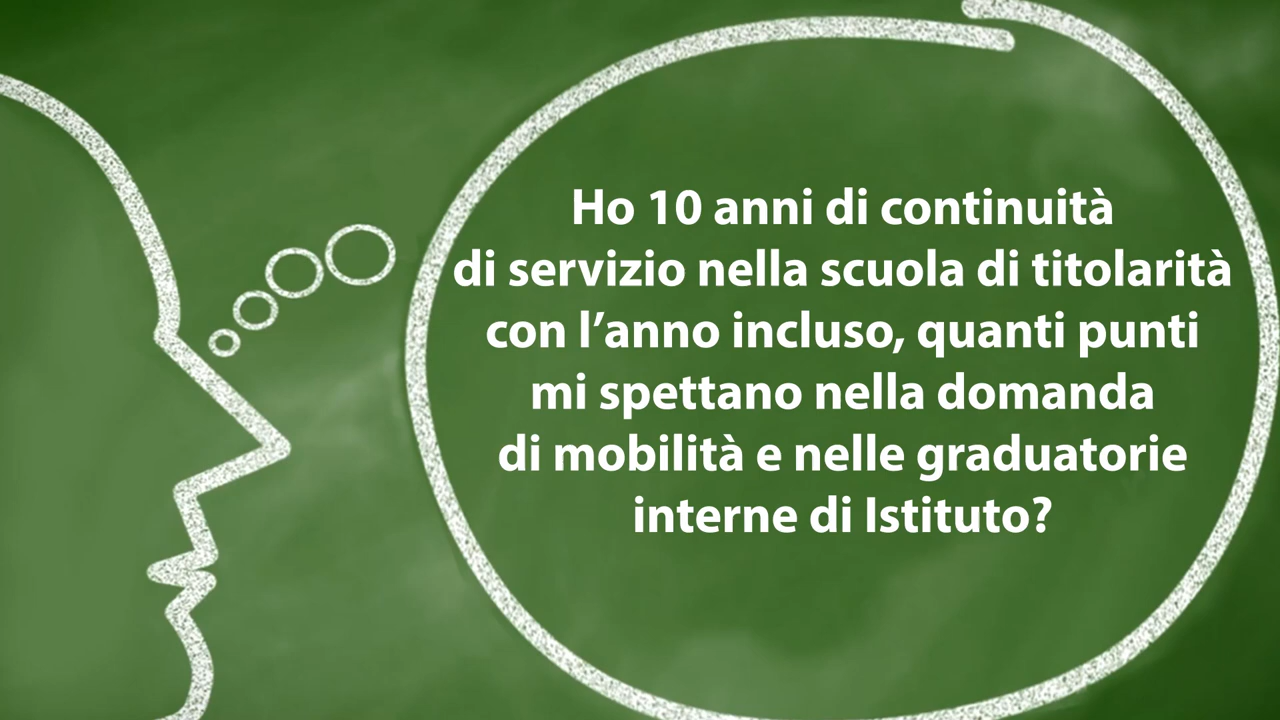 Ho 10 anni di continuità
di servizio nella scuola di titolarità
con l’anno incluso, quanti punti
mi spettano nella domanda
di mobilità e nelle graduatorie
interne di Istituto?